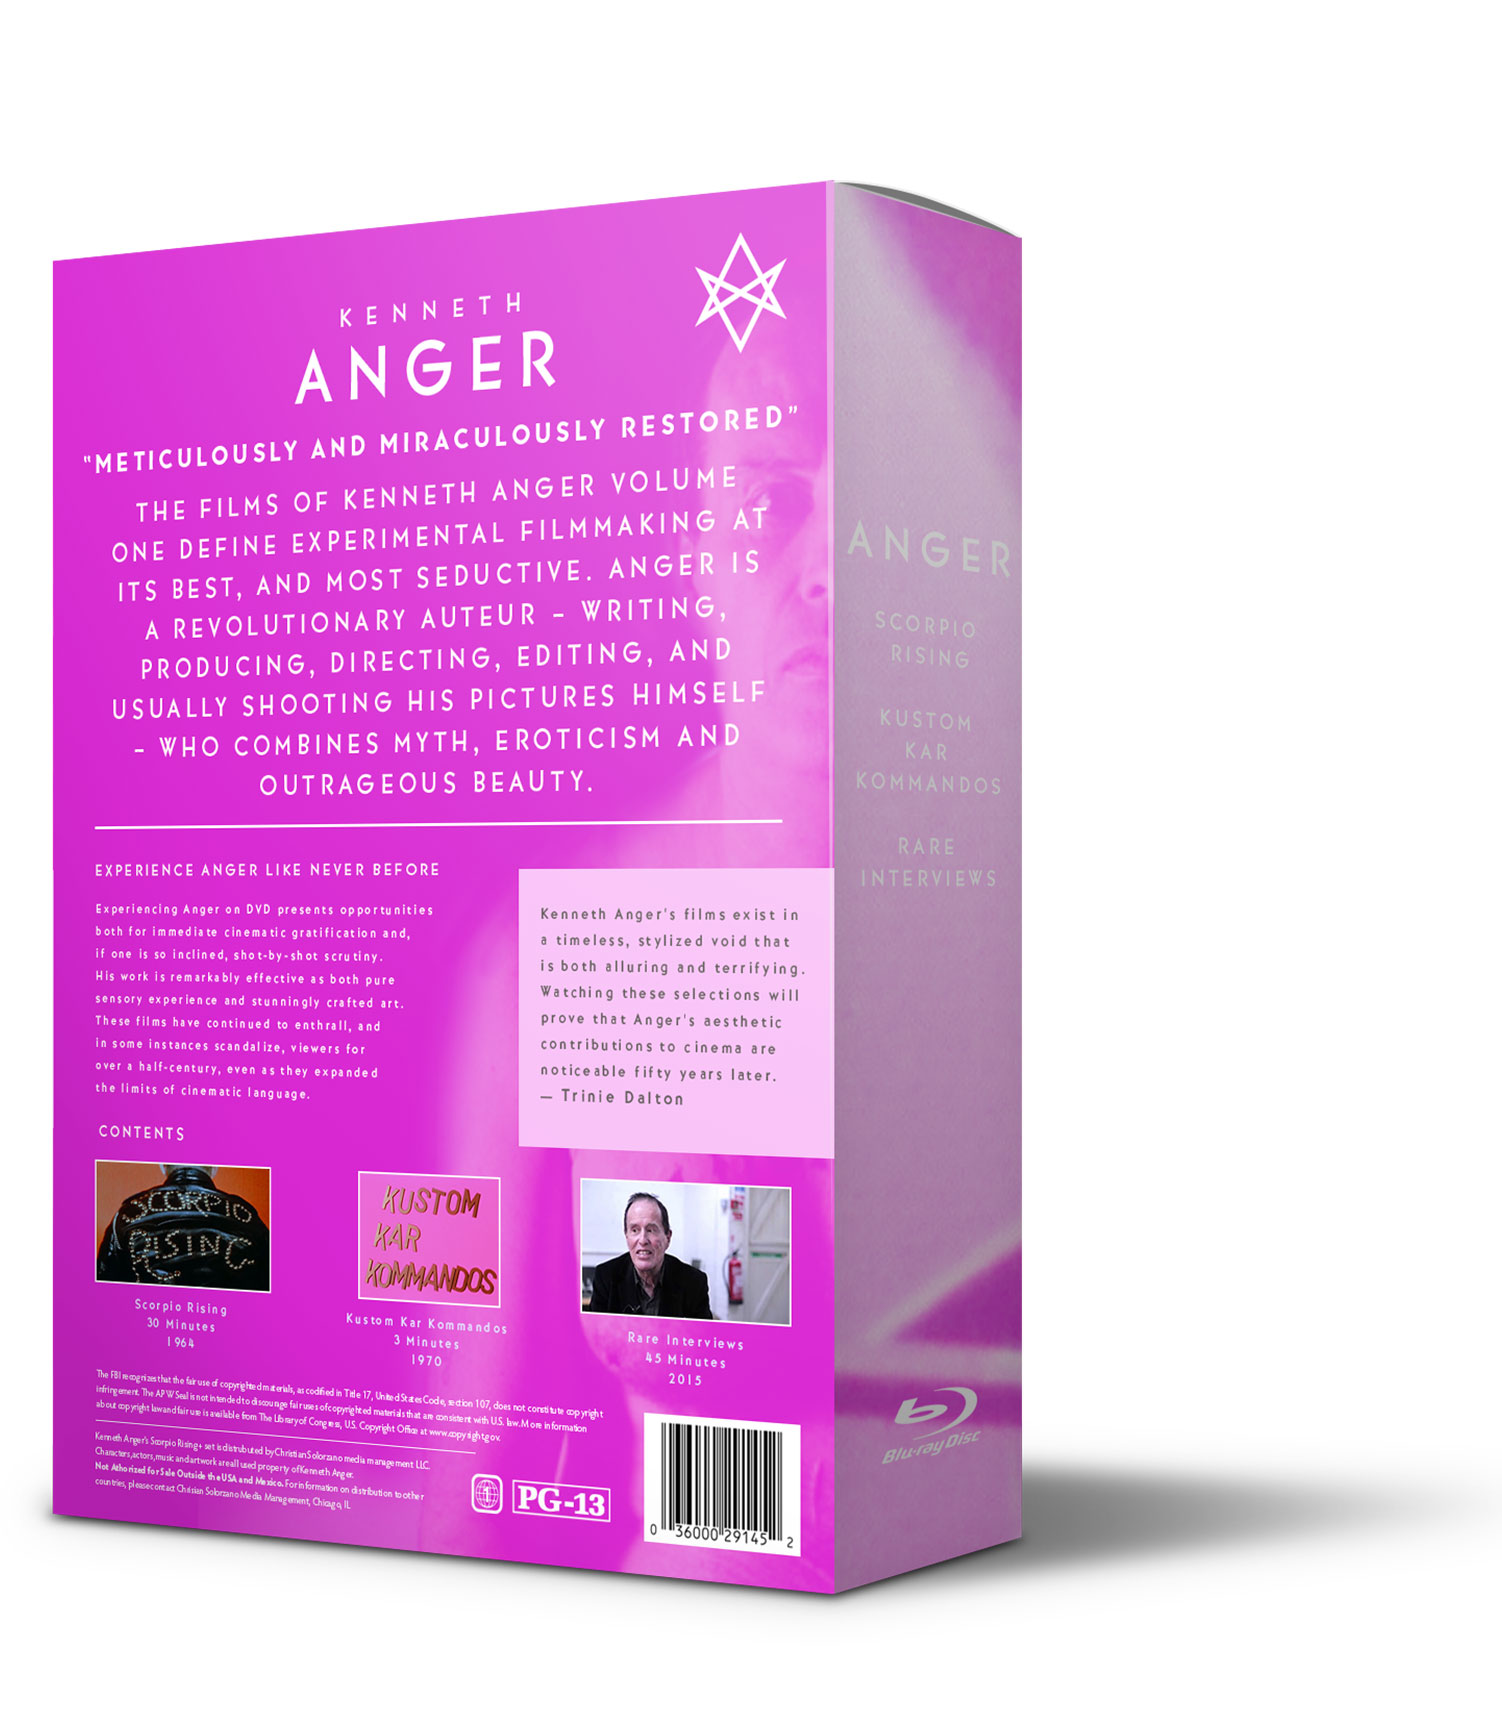 KENNETH
ANGER
"METICULOUSLY AND MIRACULOUSLY RESTORED"
THE FILMS OF KENNETH ANGER VOLUME
ONE DEFINE EXPERIMENTAL FILMMAKING AT
ITS BEST, AND MOST SEDUCTIVE. ANGER IS
A REVOLUTIONARY AUTEUR – WRITING,
PRODUCING, DIRECTING, EDITING, AND
USUALLY SHOOTING HIS PICTURES HIMSELF
– WHO COMBINES MYTH, EROTICISM AND
OUTRAGEOUS BEAUTY.
EXPERIENCE ANGER LIKE NEVER BEFORE
Experiencing Anger on DVD presents opportunities
both for immediate cinematic gratification and,
if one is so inclined, shot-by-shot scrutiny.
His work is remarkably effective as both pure
sensory experience and stunningly crafted art.
These films have continued to enthrall, and
in some instances scandalize, viewers for
over a half-century, even as they expanded
the limits of cinematic language.
Kenneth Anger's films exist in
a timeless, stylized void that
is both alluring and terrifying.
Watching these selections will
prove that Anger's aesthetic
contributions to cinema are
noticeable fifty years later.
— Trinie Dalton
CONTENTS
SCORPIO
RISING
Scorpio Rising
30 Minutes
1964
KUSTOM
KAR
KOMMANDOS
Kustom Kar Kommandos
3 Minutes
1970
Rare Interviews
45 Minutes
2015
The FBI recognizes that the fair use of copyrighted materials, as codified in Title 17, United States Code, section 107, does not constitute copyright
infringement. The APW Seal is not intended to discourage fair uses of copyrighted materials that are consistent with U.S. law. More information
about copyright law and fair use is available from The Library of Congress, U.S. Copyright Office at www.copyright.gov.
Kenneth Anger's Scorpio Rising+ set is distrubuted by Christian Solorzano media management LLC.
Characters, actors, music and artwork are all used property of Kenneth Anger.
Not Athorized for Sale Outside the USA and Mexico. For information on distribution to other
countries, please contact Chrisian Solorzano Media Management, Chicago, IL
1
PG-13
0 36000 29145 2
ANGER
SCORPIO
RISING
KUSTOM
KAR
KOMMANDOS
RARE
INTERVIEWS
Blu-ray Disc